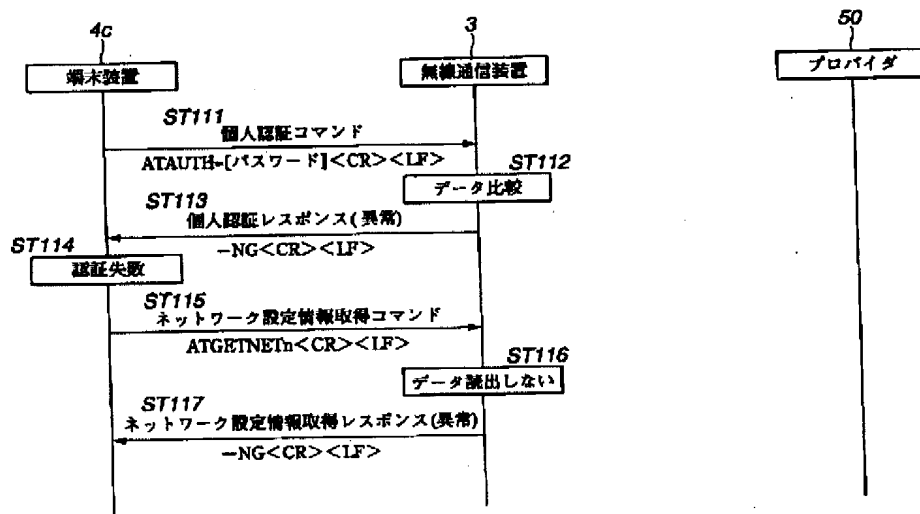 4c
3
50
端末装置
無線通信装置
プロバイダ
ST111
個人認証コマンド
ATAUTH=[パスワード]<CR><LF>
ST112
データ比較
ST113
個人認証レスポンス(異常)
−NG<CR><LF>
ST114
認証失敗
ST115
ネットワーク設定情報取得コマンド
ATGETNETn<CR><LF>
ST116
データ読出しない
ST117
ネットワーク設定情報取得レスポンス(異常)
−NG<CR><LF>